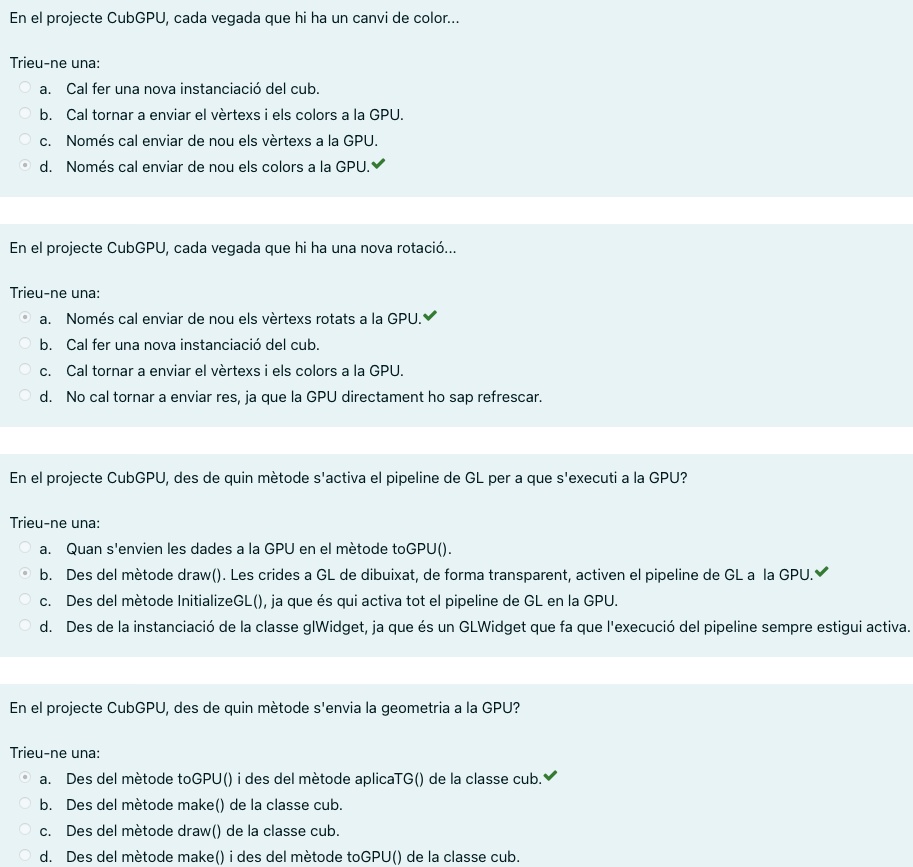 En el projecte CubGPU, cada vegada que hi ha un canvi de color...
Trieu-ne una:
a. Cal fer una nova instanciació del cub.
b. Cal tornar a enviar el vèrtexs i els colors a la GPU.
c. Només cal enviar de nou els vèrtexs a la GPU.
d. Només cal enviar de nou els colors a la GPU.
En el projecte CubGPU, cada vegada que hi ha una nova rotació...
Trieu-ne una:
a. Només cal enviar de nou els vèrtexs rotats a la GPU.
b. Cal fer una nova instanciació del cub.
c. Cal tornar a enviar el vèrtexs i els colors a la GPU.
d. No cal tornar a enviar res, ja que la GPU directament ho sap refrescar.
En el projecte CubGPU, des de quin mètode s'activa el pipeline de GL per a que s'executi a la GPU?
Trieu-ne una:
a. Quan s'envien les dades a la GPU en el mètode toGPU().
b. Des del mètode draw(). Les crides a GL de dibuixat, de forma transparent, activen el pipeline de GL a la GPU.
c. Des del mètode InitializeGL(), ja que és qui activa tot el pipeline de GL en la GPU.
d. Des de la instanciació de la classe glWidget, ja que és un GLWidget que fa que l'execució del pipeline sempre estigui activa.
En el projecte CubGPU, des de quin mètode s'envia la geometria a la GPU?
Trieu-ne una:
a. Des del mètode toGPU() i des del mètode aplicaTG() de la classe cub.
b. Des del mètode make() de la classe cub.
c. Des del mètode draw() de la classe cub.
d. Des del mètode make() i des del mètode toGPU() de la classe cub.